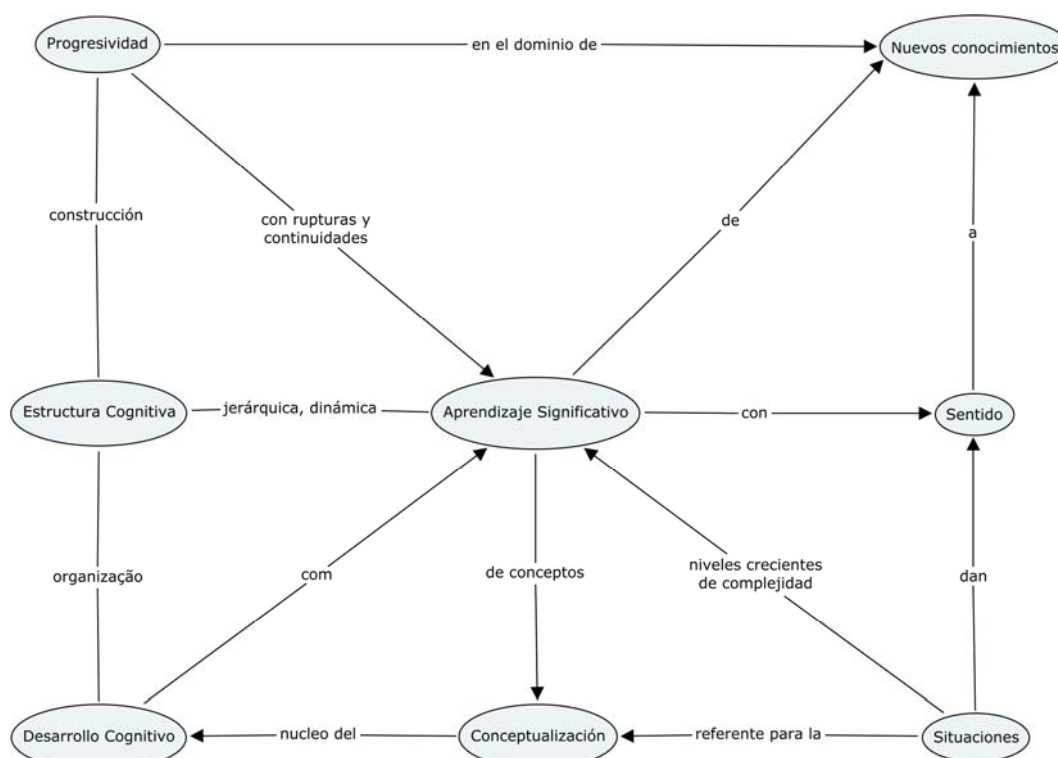 Progresividad
en el dominio de
Nuevos conocimientos
construcción
con rupturas y
continuidades
de
a
Estructura Cognitiva
jerárquica, dinámica
Aprendizaje Significativo
con
Sentido
organização
com
de conceptos
niveles crecientes
de complejidad
dan
Desarrollo Cognitivo
nucleo del
Conceptualización
referente para la
Situaciones